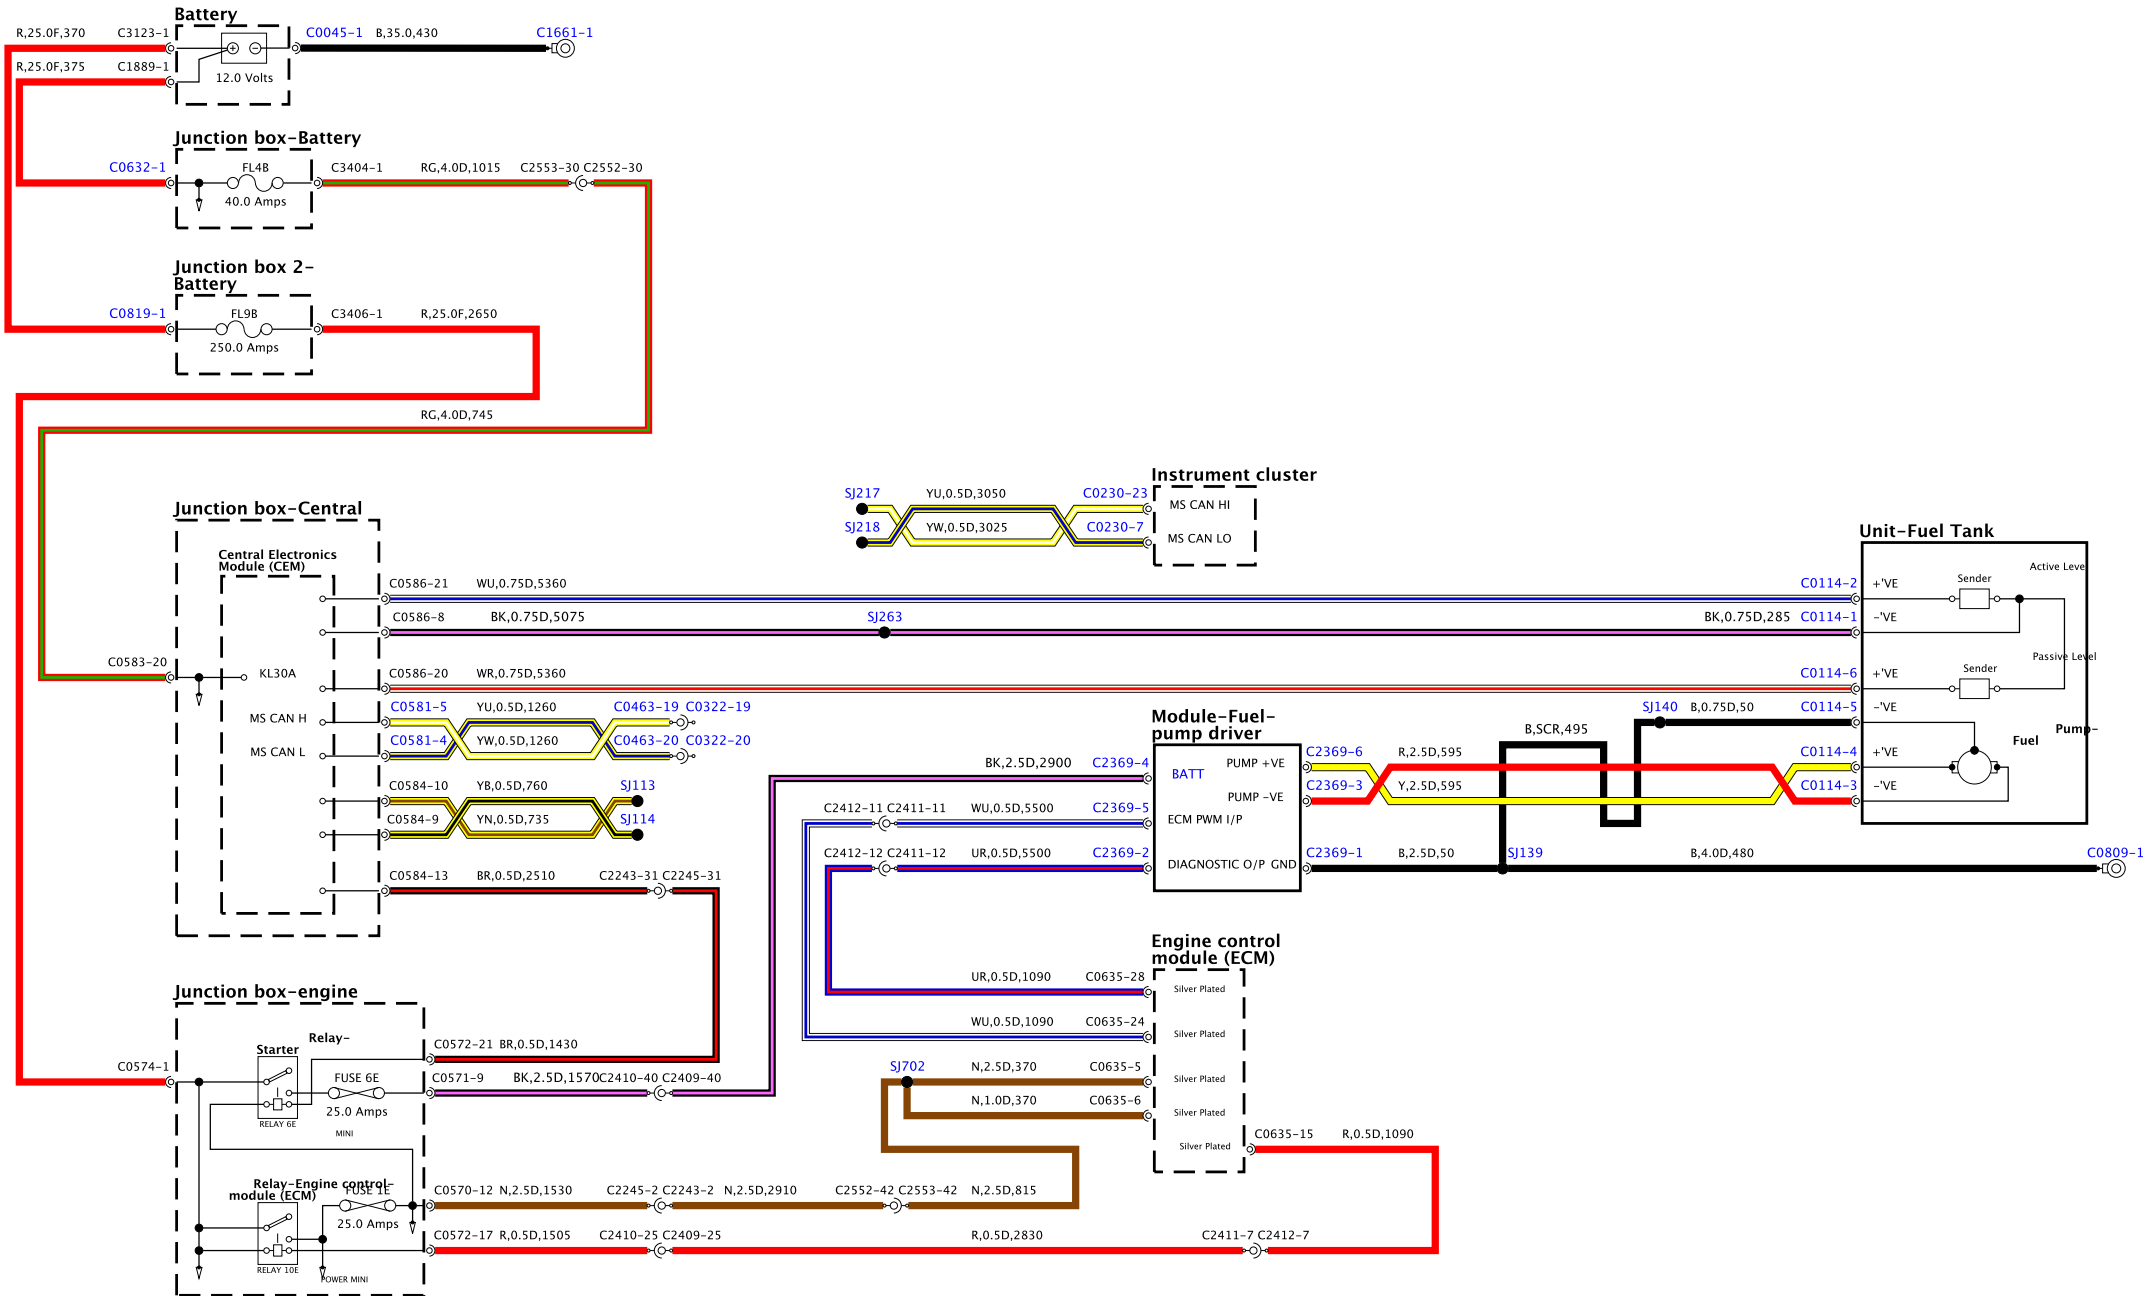 Battery
R,25.0F,370 C3123-1 C0045-1 B,35.0,430 C1661-1
R,25.0F,375 C1889-1
12.0 Volts
Junction box-Battery
C0632-1 FL4B C3404-1 RG,4.0D,1015 C2553-30 C2552-30
40.0 Amps
Junction box 2-
Battery
C0819-1 FL9B C3406-1 R,25.0F,2650
250.0 Amps
RG,4.0D,745
Instrument cluster
SJ217 YU,0.5D,3050 C0230-23 MS CAN HI
SJ218 YW,0.5D,3025 C0230-7 MS CAN LO
Junction box-Central
Central Electronics
Module (CEM)
Unit-Fuel Tank
Active Leve
C0586-21 WU,0.75D,5360 C0114-2 +'VE Sender
C0586-8 BK,0.75D,5075 SJ263 BK,0.75D,285 C0114-1 -'VE
C0583-20 KL30A
Passive Level
C0586-20 WR,0.75D,5360 C0114-6 +'VE Sender
MS CAN H C0581-5 YU,0.5D,1260 C0463-19 C0322-19
MS CAN L C0581-4 YW,0.5D,1260 C0463-20 C0322-20
SJ140 B,0.75D,50 C0114-5 -'VE
B,SCR,495
Fuel Pump-
Module-Fuel-
pump driver
BK,2.5D,2900 C2369-4 BATT PUMP +VE C2369-6 R,2.5D,595 C0114-4 +'VE
C0584-10 YB,0.5D,760 SJ113
PUMP -VE C2369-3 Y,2.5D,595 C0114-3 -'VE
C0584-9 YN,0.5D,735 SJ114
C2412-11 C2411-11 WU,0.5D,5500 C2369-5 ECM PWM I/P
C2412-12 C2411-12 UR,0.5D,5500 C2369-2 DIAGNOSTIC O/P GND C2369-1 B,2.5D,50 SJ139 B,4.0D,480 C0809-1
C0584-13 BR,0.5D,2510 C2243-31 C2245-31
Engine control
module (ECM)
UR,0.5D,1090 C0635-28 Silver Plated
WU,0.5D,1090 C0635-24 Silver Plated
SJ702 N,2.5D,370 C0635-5 Silver Plated
N,1.0D,370 C0635-6 Silver Plated
Silver Plated C0635-15 R,0.5D,1090
Junction box-engine
Relay-
Starter
C0572-21 BR,0.5D,1430
C0574-1
FUSE 6E C0571-9 BK,2.5D,1570 C2410-40 C2409-40
25.0 Amps
RELAY 6E
MINI
Relay-Engine control-
module (ECM)
FUSE 1E C0570-12 N,2.5D,1530 C2245-2 C2243-2 N,2.5D,2910 C2552-42 C2553-42 N,2.5D,815
25.0 Amps
C0572-17 R,0.5D,1505 C2410-25 C2409-25 R,0.5D,2830 C2411-7 C2412-7
RELAY 10E
POWER MINI